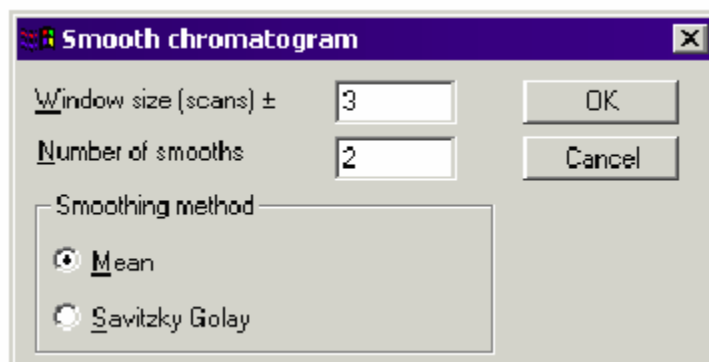 Smooth chromatogram
Window size (scans) ± 3 OK
Number of smooths 2 Cancel
Smoothing method
Mean
Savitzky Golay